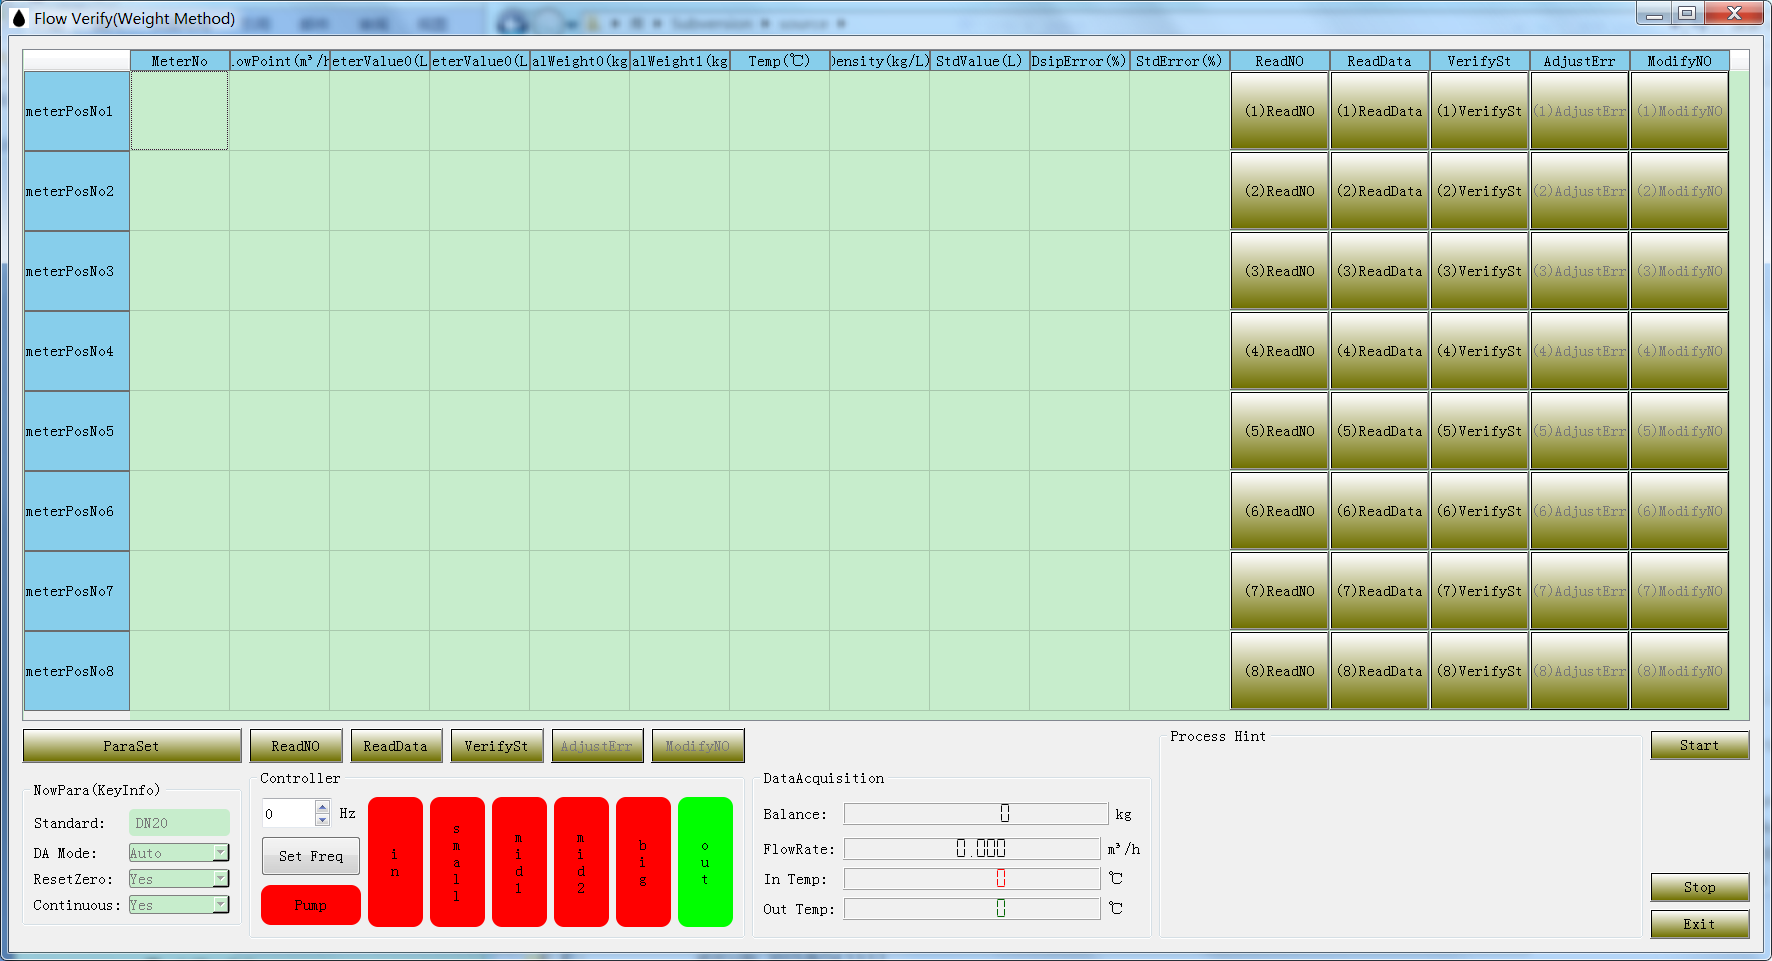 Flow Verify(Weight Method)
MeterNo lowPoint(m³/h eterValue0(L eterValue0(L alWeight0(kg alWeight1(kg Temp(℃) Density(kg/L) StdValue(L) DsipError(%) StdError(%) ReadNO ReadData VerifySt AdjustErr ModifyNO
meterPosNo1 (1)ReadNO (1)ReadData (1)VerifySt (1)AdjustErr (1)ModifyNO
meterPosNo2 (2)ReadNO (2)ReadData (2)VerifySt (2)AdjustErr (2)ModifyNO
meterPosNo3 (3)ReadNO (3)ReadData (3)VerifySt (3)AdjustErr (3)ModifyNO
meterPosNo4 (4)ReadNO (4)ReadData (4)VerifySt (4)AdjustErr (4)ModifyNO
meterPosNo5 (5)ReadNO (5)ReadData (5)VerifySt (5)AdjustErr (5)ModifyNO
meterPosNo6 (6)ReadNO (6)ReadData (6)VerifySt (6)AdjustErr (6)ModifyNO
meterPosNo7 (7)ReadNO (7)ReadData (7)VerifySt (7)AdjustErr (7)ModifyNO
meterPosNo8 (8)ReadNO (8)ReadData (8)VerifySt (8)AdjustErr (8)ModifyNO
ParaSet ReadNO ReadData VerifySt AdjustErr ModifyNO
NowPara(KeyInfo)
Standard: DN20
DA Mode: Auto
ResetZero: Yes
Continuous: Yes
Controller
0 Hz
Set Freq
Pump
in
small
mid1
mid2
big
out
DataAcquisition
Balance: 0 kg
FlowRate: 0.000 m³/h
In Temp: 0 ℃
Out Temp: 0 ℃
Process Hint
Start
Stop
Exit